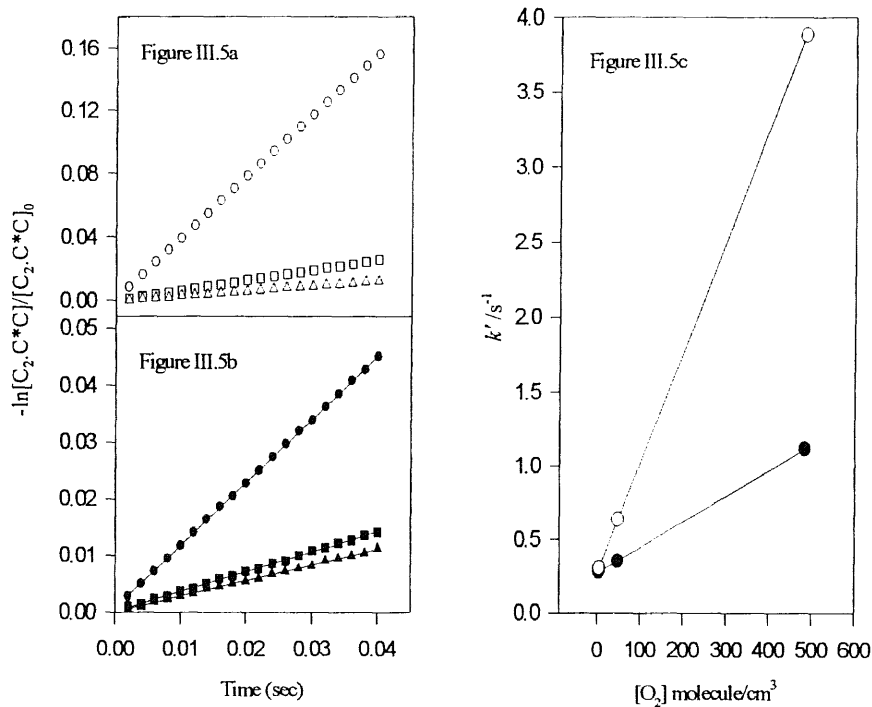 Figure III.5a
0.16
0.12
0.08
0.04
0.00
-ln[C₂.C*C]/[C₂.C*C]₀
Figure III.5b
0.05
0.04
0.03
0.02
0.01
0.00
0.00 0.01 0.02 0.03 0.04
Time (sec)
Figure III.5c
4.0
3.5
3.0
2.5
2.0
1.5
1.0
0.5
0.0
k'/s⁻¹
0 100 200 300 400 500 600
[O₂] molecule/cm³